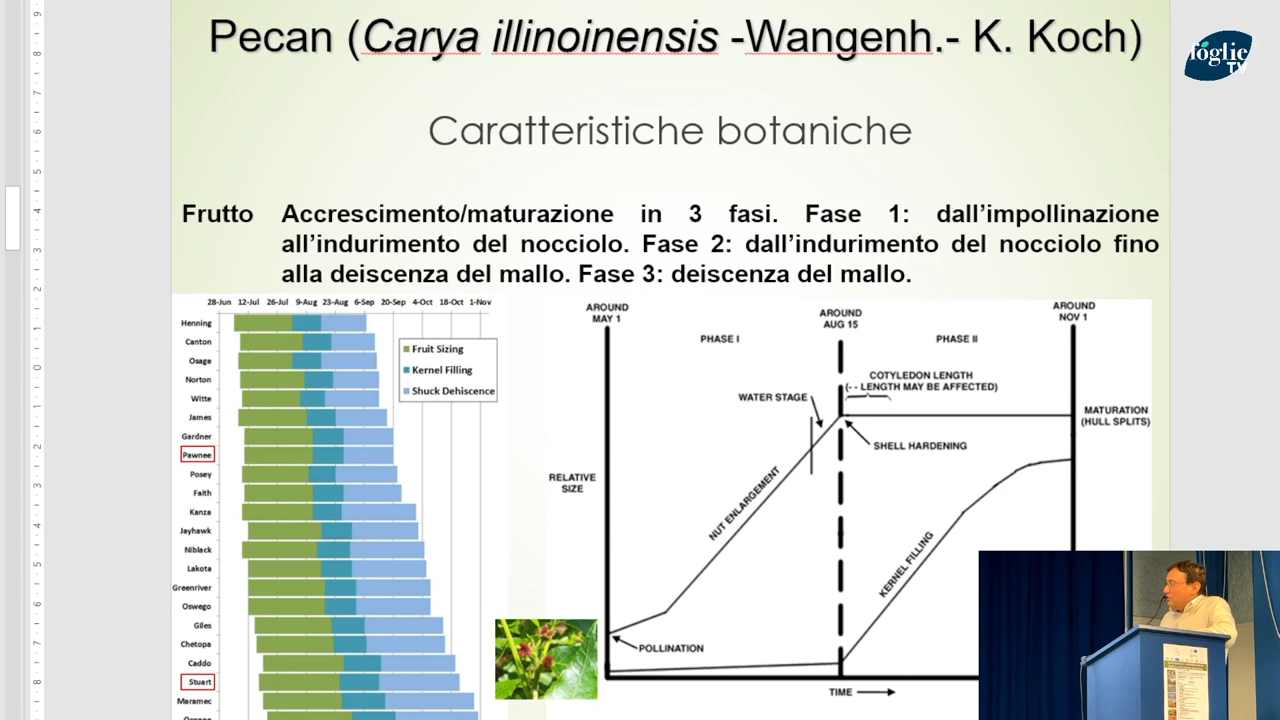 Pecan (Carya illinoinensis -Wangenh.- K. Koch)
foglie
TV
Caratteristiche botaniche
Frutto Accrescimento/maturazione in 3 fasi. Fase 1: dall'impollinazione
all'indurimento del nocciolo. Fase 2: dall'indurimento del nocciolo fino
alla deiscenza del mallo. Fase 3: deiscenza del mallo.
28-Jun 12-Jul 26-Jul 9-Aug 23-Aug 6-Sep 20-Sep 4-Oct 18-Oct 1-Nov
Henning
Canton
Osage
Norton
Witte
James
Gardner
Pawnee
Posey
Faith
Kanza
Jayhawk
Niblack
Lakota
Greenriver
Oswego
Giles
Chetopa
Caddo
Stuart
Maramec
Fruit Sizing
Kernel Filling
Shuck Dehiscence
AROUND
MAY 1
AROUND
AUG 15
AROUND
NOV 1
PHASE I
PHASE II
COTYLEDON LENGTH
(- - LENGTH MAY BE AFFECTED)
WATER STAGE
MATURATION
(HULL SPLITS)
SHELL HARDENING
RELATIVE
SIZE
NUT ENLARGEMENT
KERNEL FILLING
POLLINATION
TIME